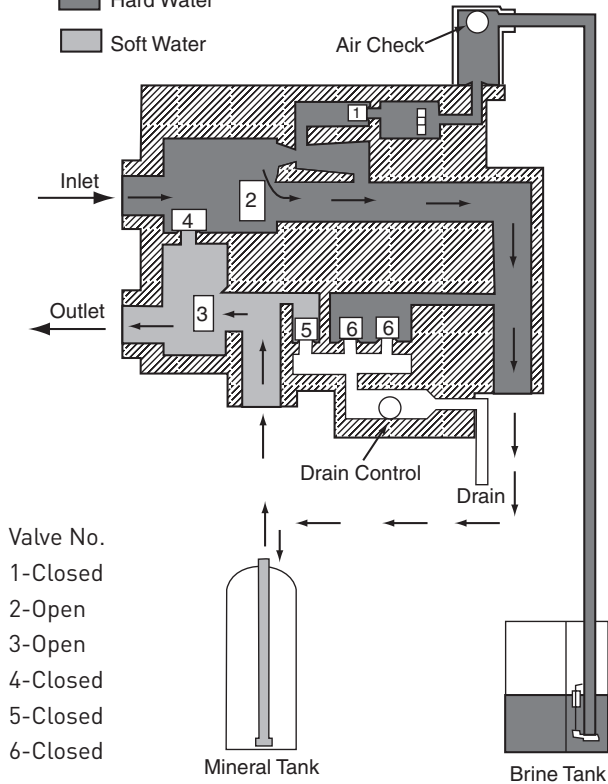 Hard Water
Soft Water
Air Check
1
Inlet
2
4
Outlet
3
5
6
6
Drain Control
Drain
Valve No.
1-Closed
2-Open
3-Open
4-Closed
5-Closed
6-Closed
Mineral Tank
Brine Tank